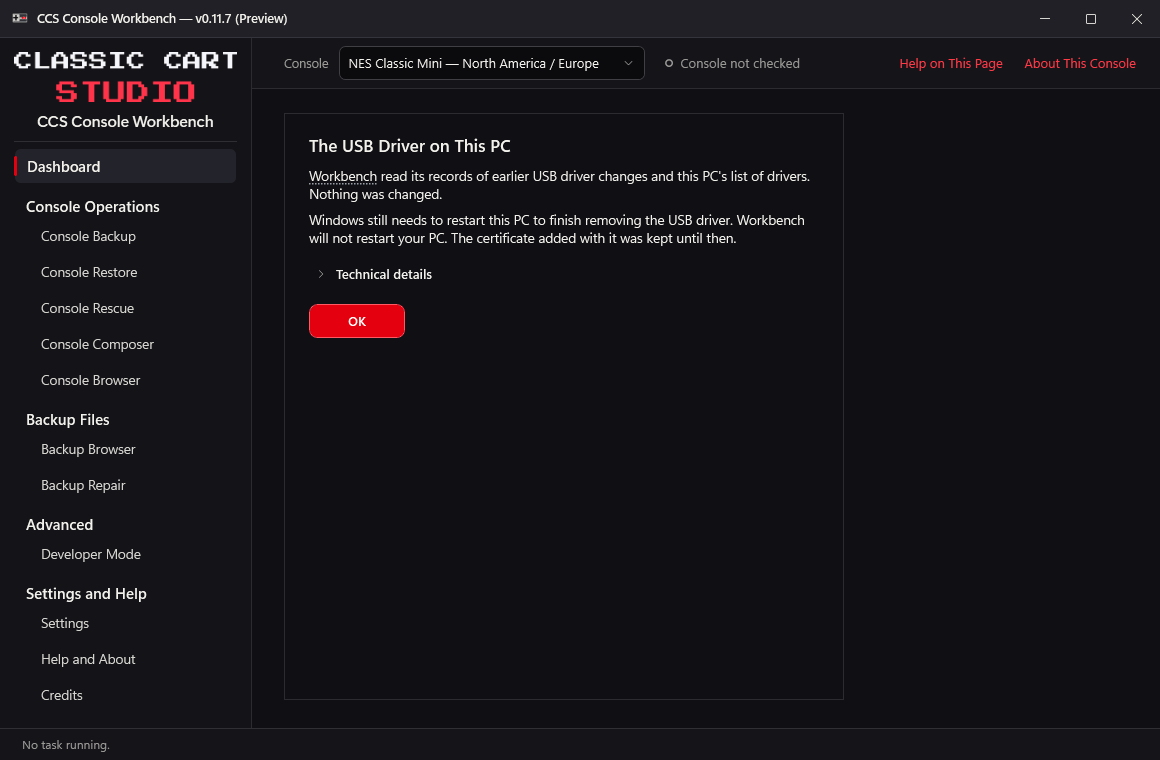 CCS Console Workbench — v0.11.7 (Preview)
CLASSIC CART
STUDIO
CCS Console Workbench
Dashboard
Console Operations
Console Backup
Console Restore
Console Rescue
Console Composer
Console Browser
Backup Files
Backup Browser
Backup Repair
Advanced
Developer Mode
Settings and Help
Settings
Help and About
Credits
Console
NES Classic Mini — North America / Europe
Console not checked
Help on This Page
About This Console
The USB Driver on This PC
Workbench read its records of earlier USB driver changes and this PC's list of drivers.
Nothing was changed.
Windows still needs to restart this PC to finish removing the USB driver. Workbench
will not restart your PC. The certificate added with it was kept until then.
Technical details
OK
No task running.